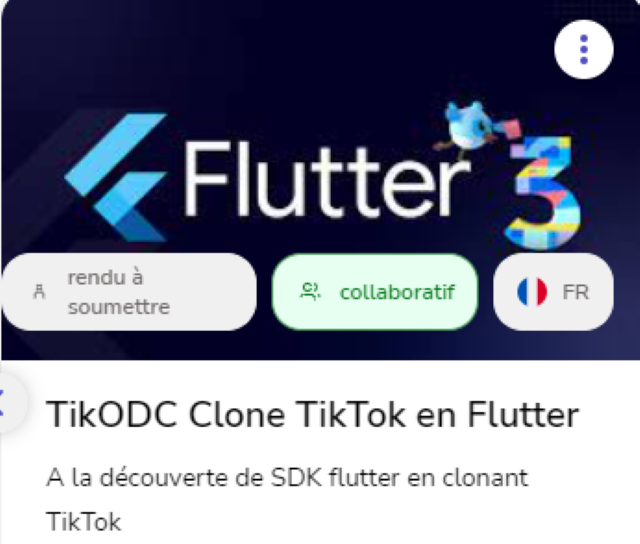 Flutter 3
rendu à
soumettre
collaboratif
FR
TikODC Clone TikTok en Flutter
A la découverte de SDK flutter en clonant
TikTok